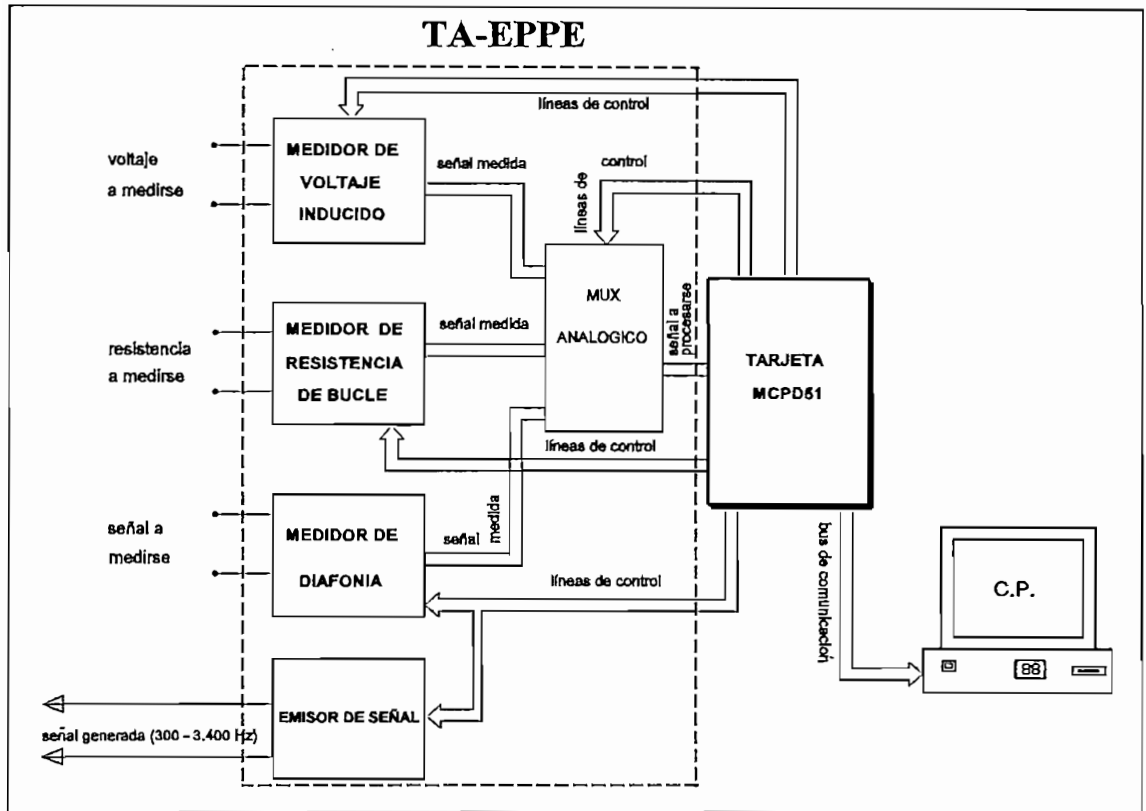 TA-EPPE
líneas de control
voltaje
a medirse
MEDIDOR DE
VOLTAJE
INDUCIDO
señal medida
líneas de
control
MUX
ANALOGICO
señal a
procesarse
TARJETA
MCPD51
resistencia
a medirse
MEDIDOR DE
RESISTENCIA
DE BUCLE
señal medida
líneas de control
señal a
medirse
MEDIDOR DE
DIAFONIA
señal
medida
líneas de control
bus de comunicación
C.P.
88
EMISOR DE SEÑAL
señal generada (300 - 3.400 Hz)